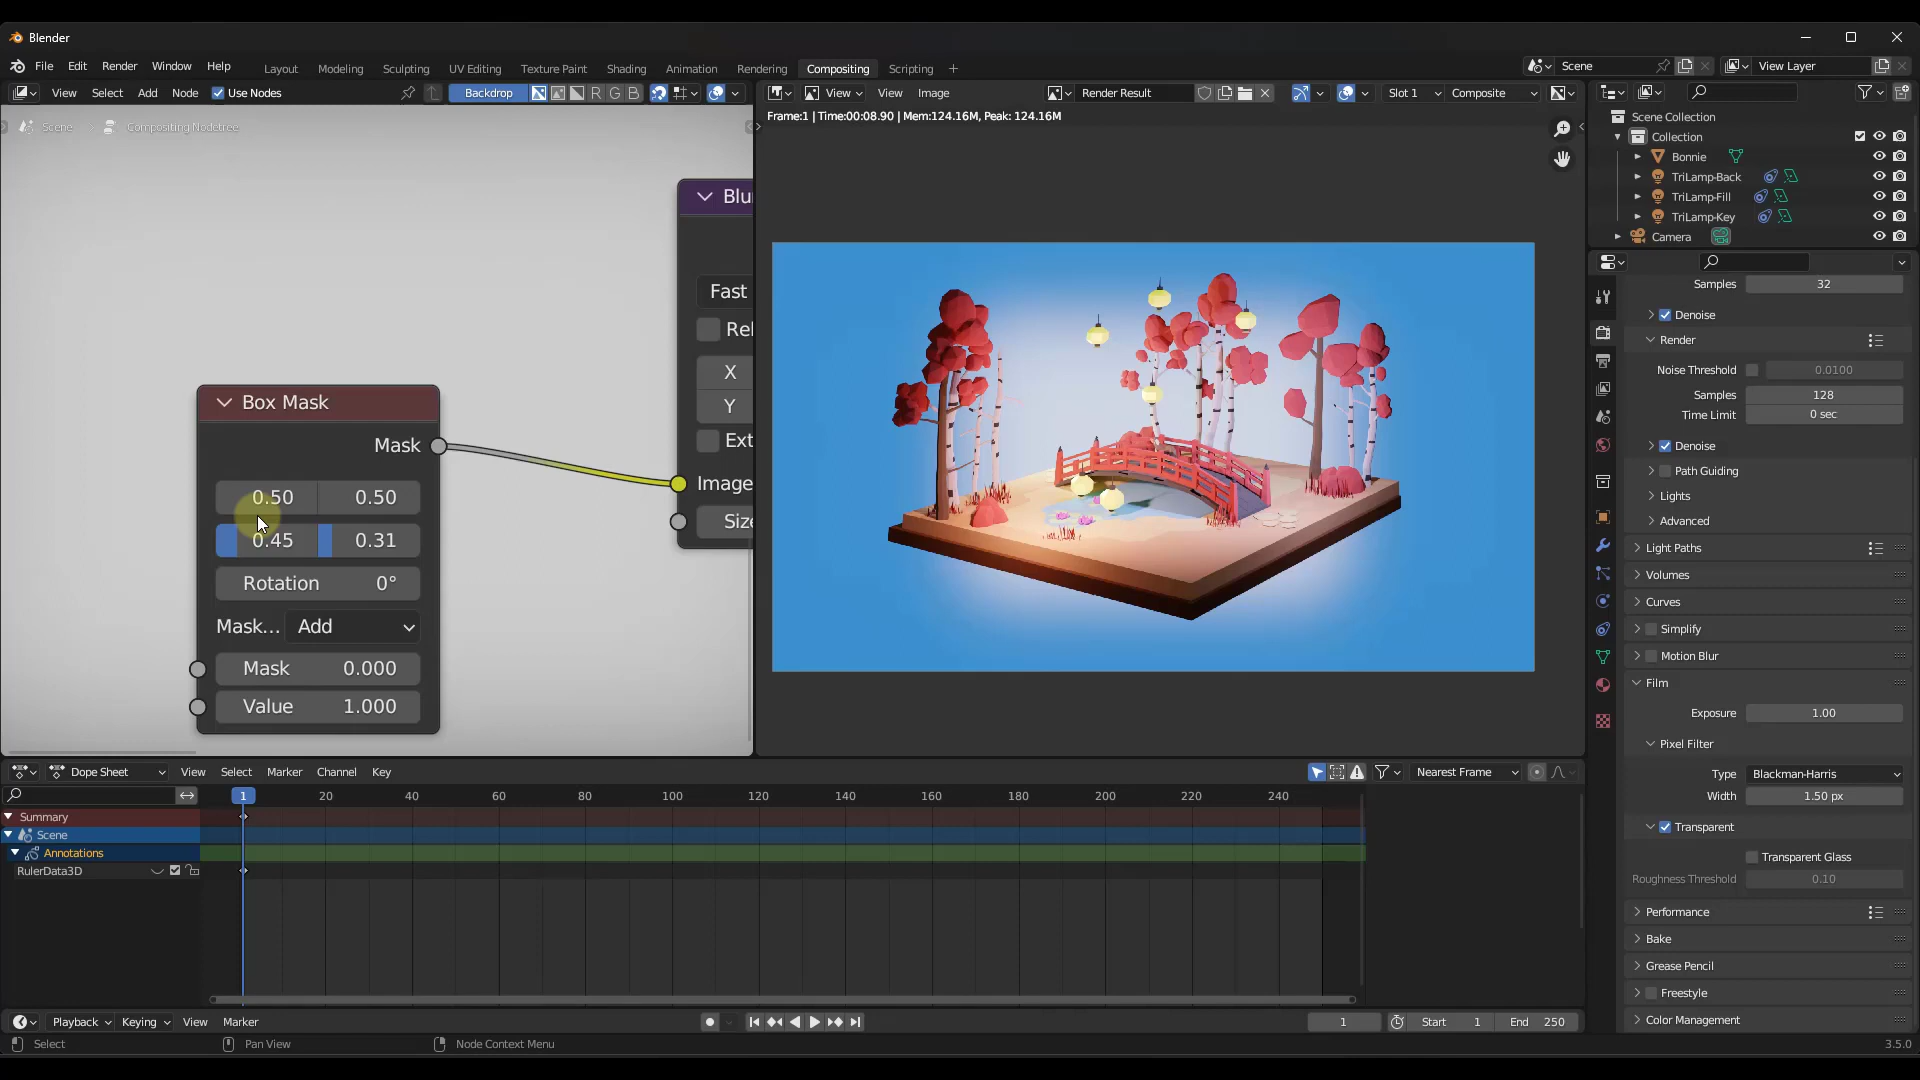 Blender
File Edit Render Window Help
Layout Modeling Sculpting UV Editing Texture Paint Shading Animation Rendering Compositing Scripting +
Scene
View Layer
View Select Add Node Use Nodes
Backdrop
R G B
View View Image
Render Result
Slot 1
Composite
Scene
Compositing Nodetree
Frame:1 | Time:00:08.90 | Mem:124.16M, Peak: 124.16M
Scene Collection
Collection
Bonnie
TriLamp-Back
TriLamp-Fill
TriLamp-Key
Camera
Box Mask
Mask
0.50 0.50
0.45 0.31
Rotation 0°
Mask... Add
Mask 0.000
Value 1.000
Blu
Fast
Rel
X
Y
Ext
Image
Size
Samples 32
Denoise
Render
Noise Threshold 0.0100
Samples 128
Time Limit 0 sec
Denoise
Path Guiding
Lights
Advanced
Light Paths
Volumes
Curves
Simplify
Motion Blur
Film
Exposure 1.00
Pixel Filter
Type Blackman-Harris
Width 1.50 px
Transparent
Transparent Glass
Roughness Threshold 0.10
Performance
Bake
Grease Pencil
Freestyle
Color Management
Dope Sheet View Select Marker Channel Key
Nearest Frame
1 20 40 60 80 100 120 140 160 180 200 220 240
Summary
Scene
Annotations
RulerData3D
Playback Keying View Marker
1 Start 1 End 250
Select Pan View Node Context Menu
3.5.0